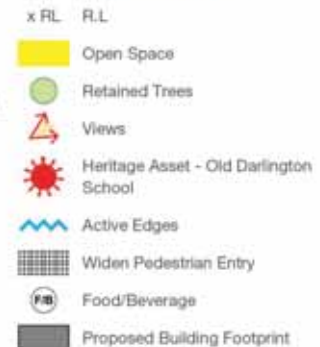 x RL R.L
Open Space
Retained Trees
Views
Heritage Asset - Old Darlington
School
Active Edges
Widen Pedestrian Entry
F/B Food/Beverage
Proposed Building Footprint